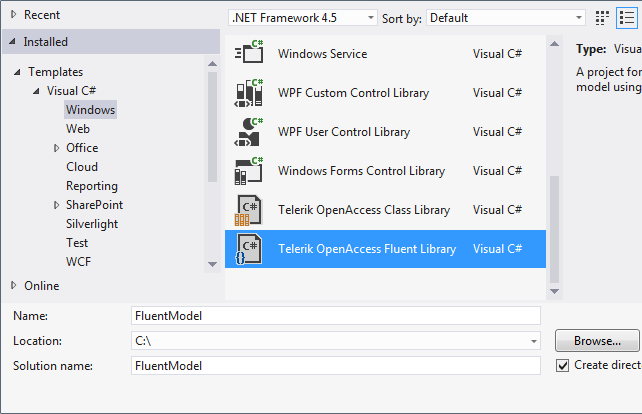 Recent
.NET Framework 4.5 Sort by: Default
Installed
Templates
Visual C#
Windows
Web
Office
Cloud
Reporting
SharePoint
Silverlight
Test
WCF
Online
C# Windows Service Visual C#
C# WPF Custom Control Library Visual C#
C# WPF User Control Library Visual C#
C# Windows Forms Control Library Visual C#
C# Telerik OpenAccess Class Library Visual C#
C# {} Telerik OpenAccess Fluent Library Visual C#
Type: Visua
A project for
model using
Name: FluentModel
Location: C:\
Browse...
Solution name: FluentModel
Create direct